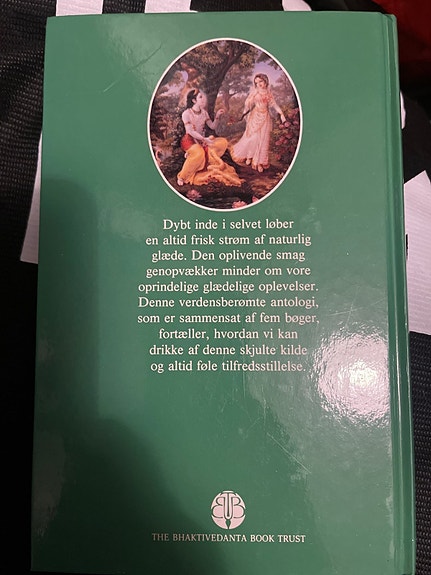 Dybt inde i selvet løber
en altid frisk strøm af naturlig
glæde. Den oplivende smag
genopvækker minder om vore
oprindelige glædelige oplevelser.
Denne verdensberømte antologi,
som er sammensat af fem bøger,
fortæller, hvordan vi kan
drikke af denne skjulte kilde
og altid føle tilfredsstillelse.
BTB
THE BHAKTIVEDANTA BOOK TRUST